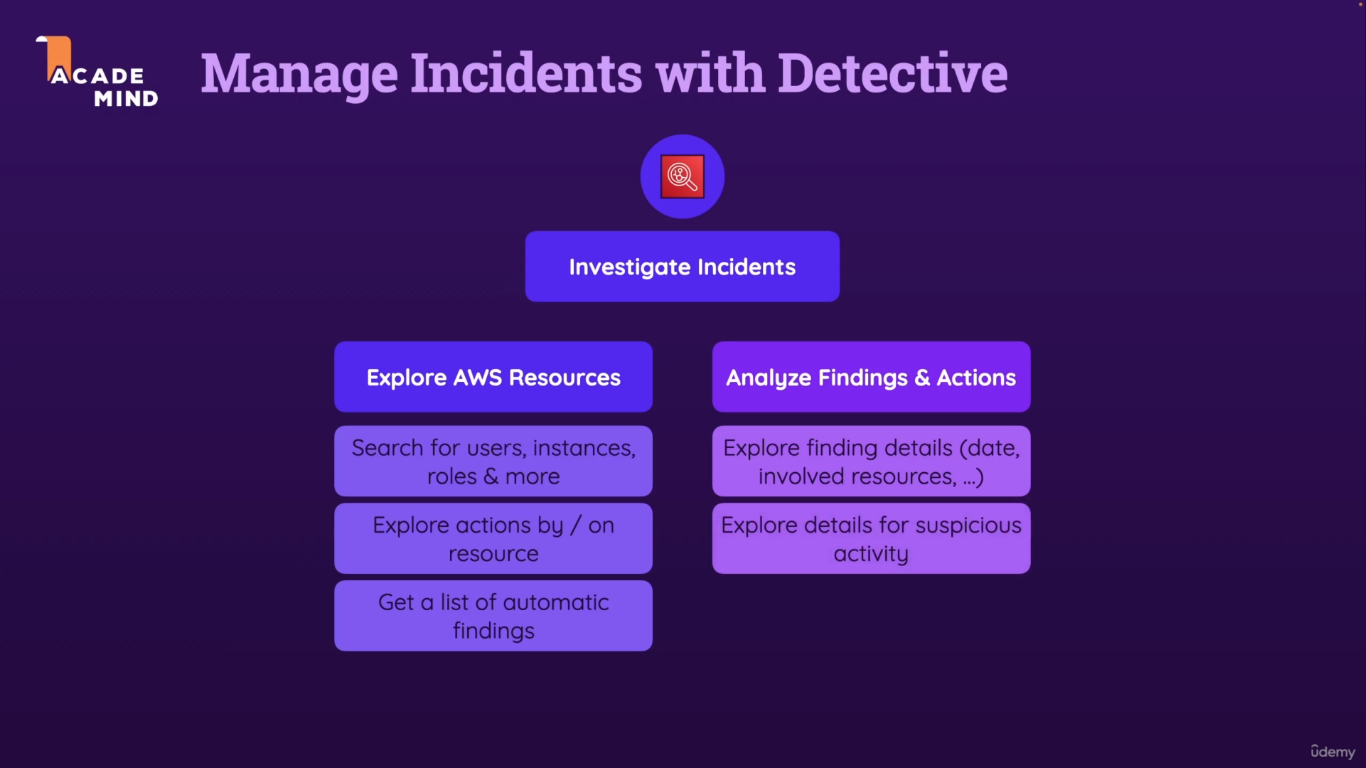 ACADE
MIND
Manage Incidents with Detective
Investigate Incidents
Explore AWS Resources
Search for users, instances,
roles & more
Explore actions by / on
resource
Get a list of automatic
findings
Analyze Findings & Actions
Explore finding details (date,
involved resources, ...)
Explore details for suspicious
activity
ûdemy